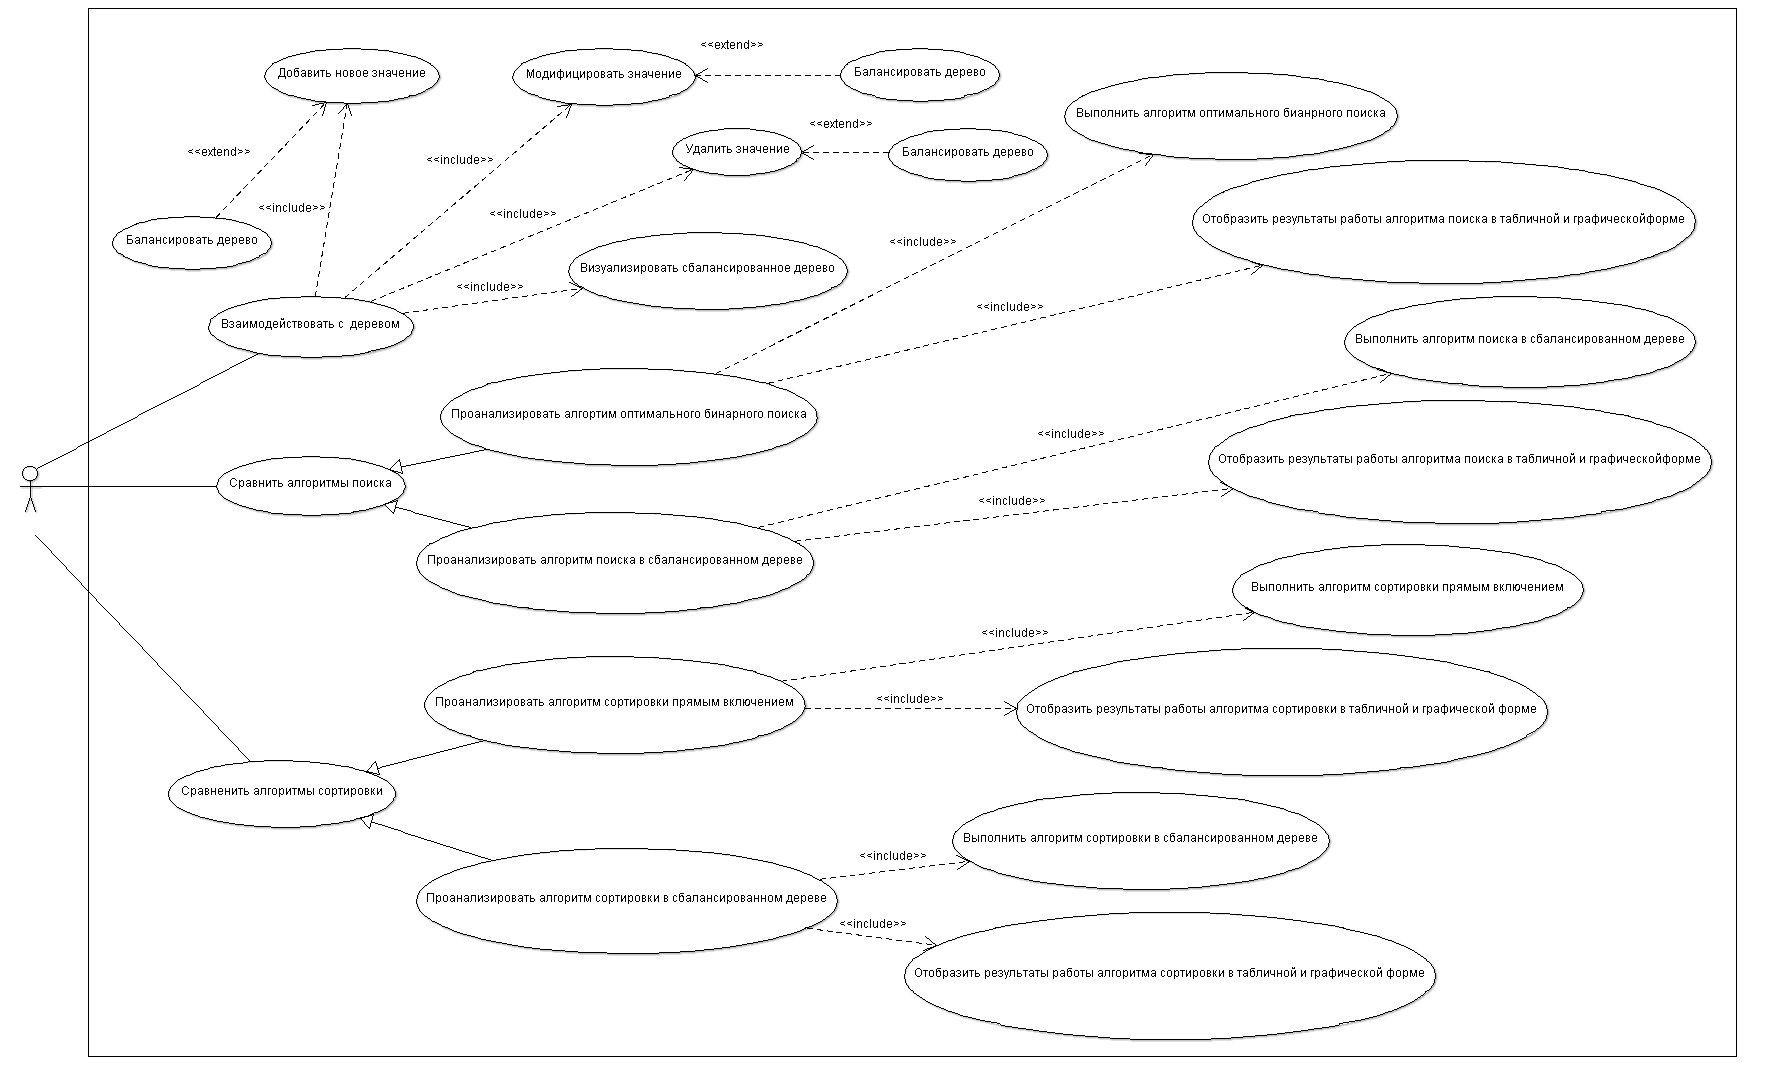 <<extend>>
Добавить новое значение
Модифицировать значение
Балансировать дерево
Выполнить алгоритм оптимального бианрного поиска
<<extend>>
<<extend>>
<<include>>
Удалить значение
Балансировать дерево
<<include>>
<<include>>
Отобразить результаты работы алгоритма поиска в табличной и графическойформе
Балансировать дерево
<<include>>
Визуализировать сбалансированное дерево
<<include>>
<<include>>
Взаимодействовать с  деревом
Выполнить алгоритм поиска в сбалансированном дереве
Проанализировать алгортим оптимального бинарного поиска
<<include>>
Отобразить результаты работы алгоритма поиска в табличной и графическойформе
Сравнить алгоритмы поиска
<<include>>
Проанализировать алгоритм поиска в сбалансированном дереве
Выполнить алгоритм сортировки прямым включением
<<include>>
Проанализировать алгоритм сортировки прямым включением
<<include>>
Отобразить результаты работы алгоритма сортировки в табличной и графической форме
Сравненить алгоритмы сортировки
Выполнить алгоритм сортировки в сбалансированном дереве
<<include>>
Проанализировать алгоритм сортировки в сбалансированном дереве
<<include>>
Отобразить результаты работы алгоритма сортировки в табличной и графической форме